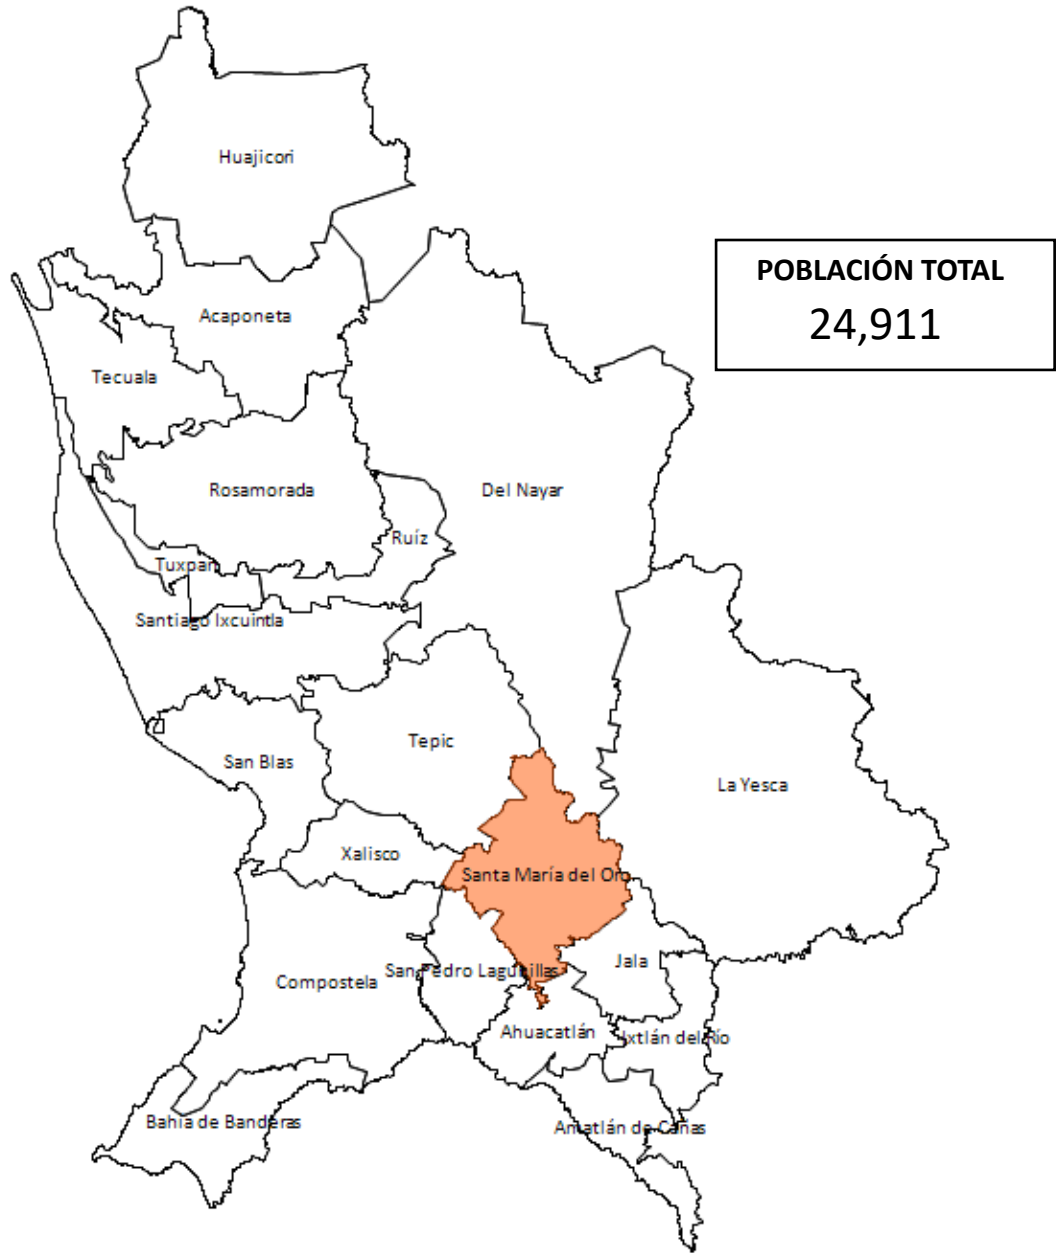 Huajicori
POBLACIÓN TOTAL
24,911
Acaponeta
Tecuala
Rosamorada
Del Nayar
Ruíz
Tuxpan
Santiago Ixcuintla
Tepic
San Blas
La Yesca
Xalisco
Santa María del Oro
Jala
San Pedro Lagunillas
Compostela
Ahuacatlán
Ixtlán del Río
Bahía de Banderas
Amatlán de Cañas